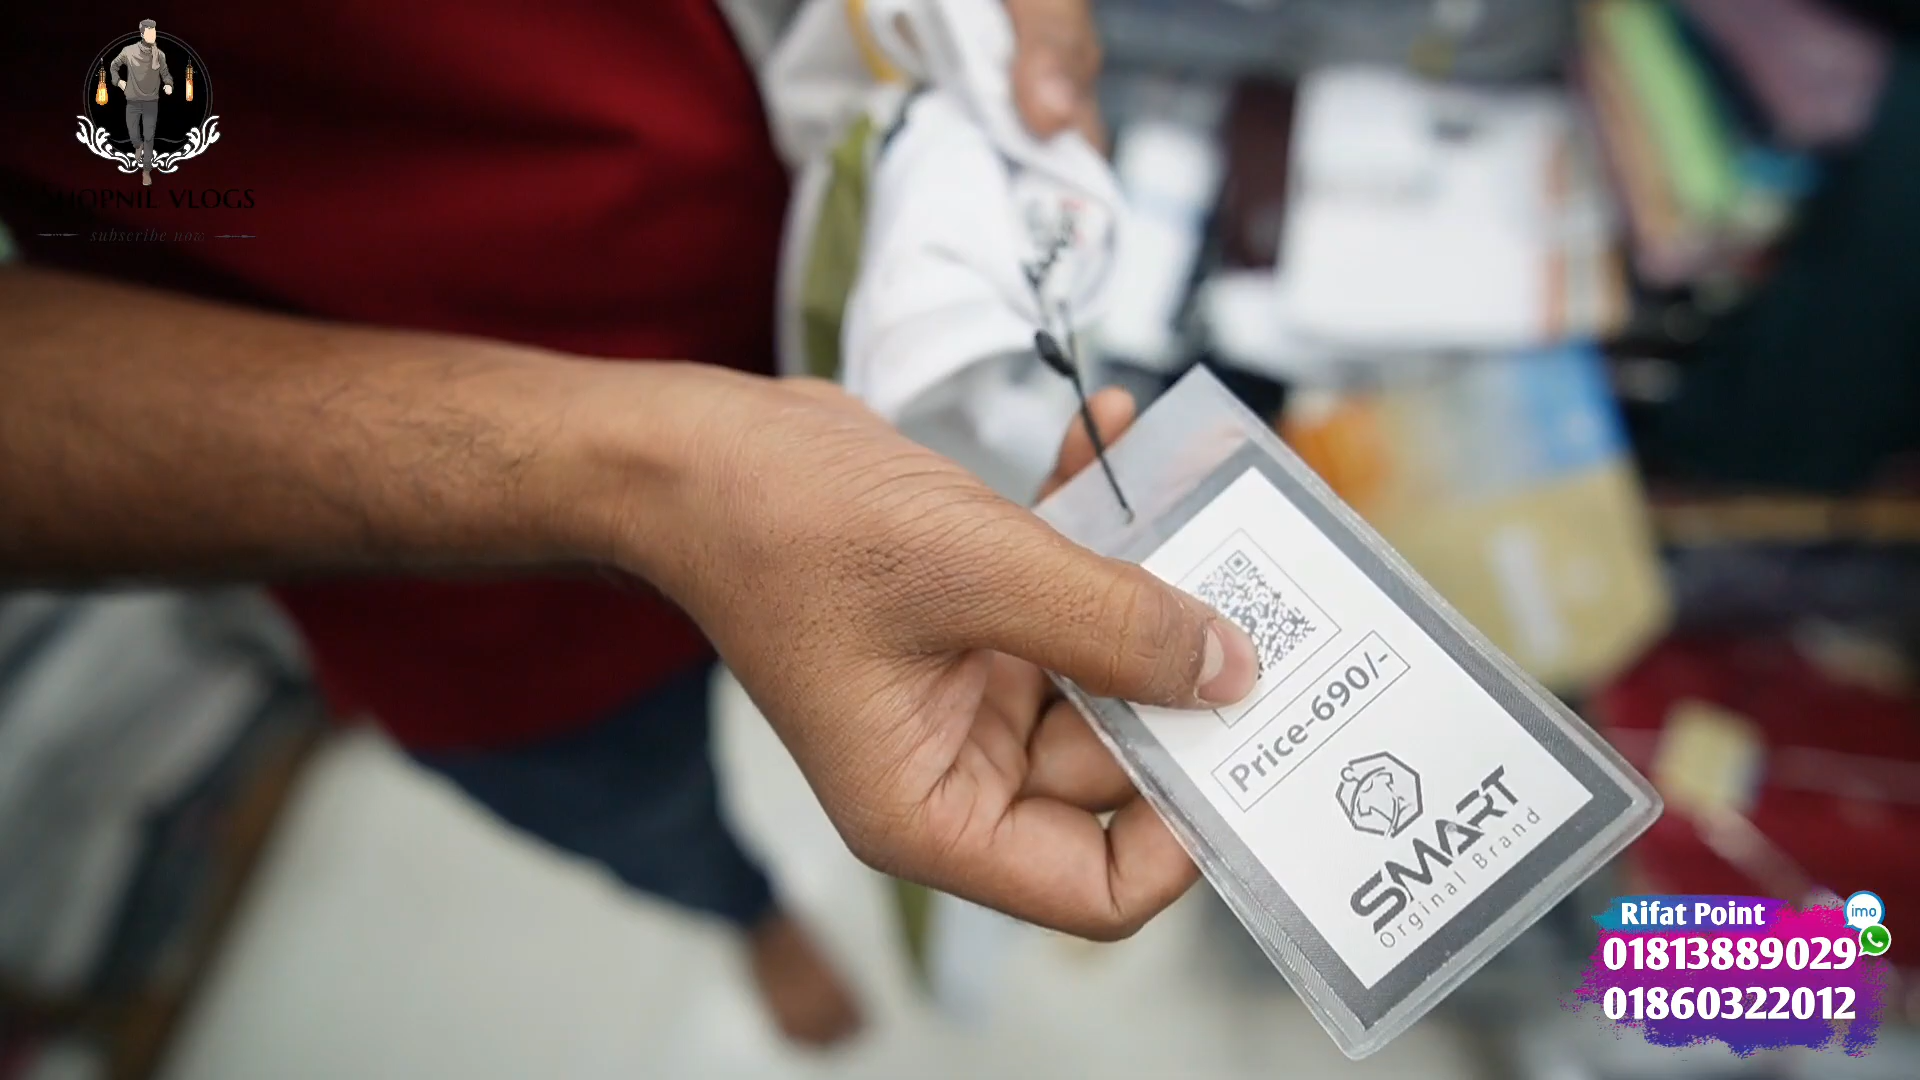 SHOPNIL VLOGS
subscribe now
Price-690/-
SMART
Orginal Brand
Rifat Point
imo
01813889029
01860322012